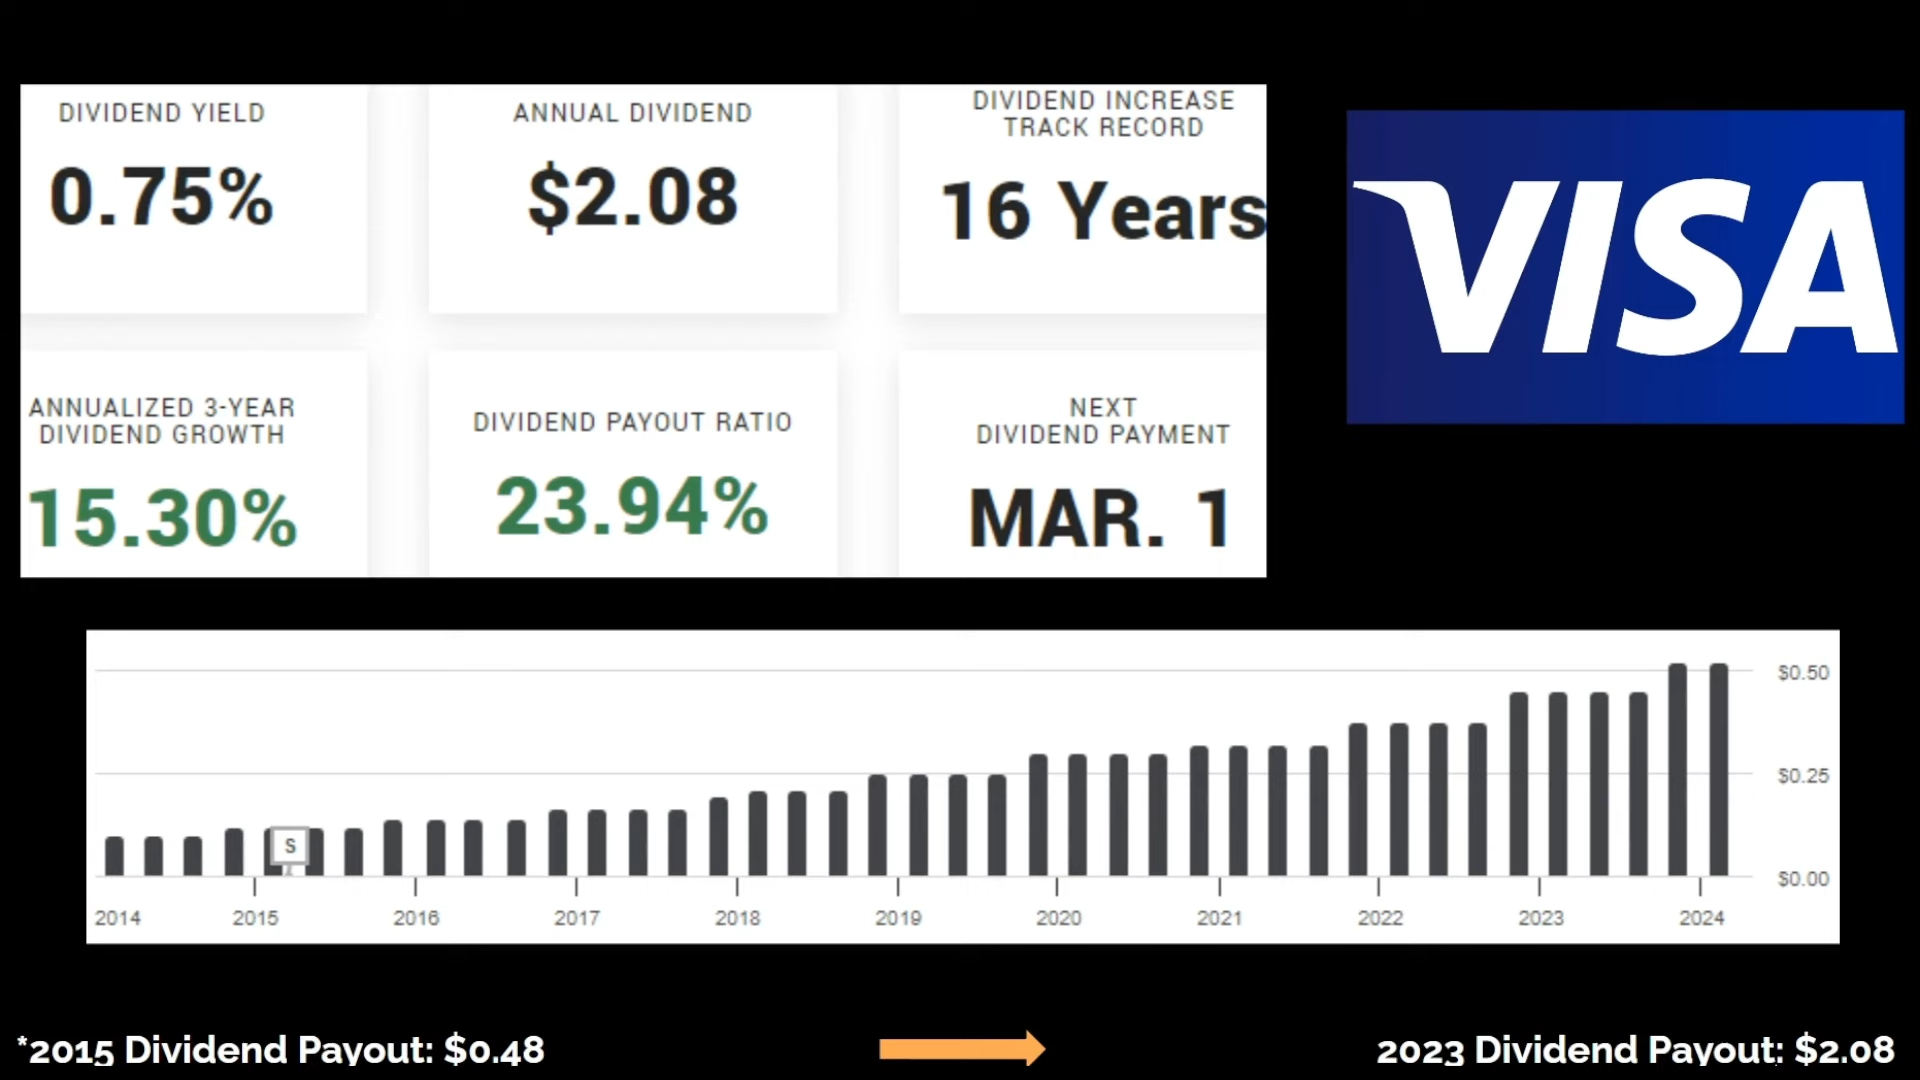 DIVIDEND YIELD
0.75%
ANNUAL DIVIDEND
$2.08
DIVIDEND INCREASE
TRACK RECORD
16 Years
VISA
ANNUALIZED 3-YEAR
DIVIDEND GROWTH
15.30%
DIVIDEND PAYOUT RATIO
23.94%
NEXT
DIVIDEND PAYMENT
MAR. 1
$0.50
$0.25
$0.00
S
2014 2015 2016 2017 2018 2019 2020 2021 2022 2023 2024
*2015 Dividend Payout: $0.48
2023 Dividend Payout: $2.08